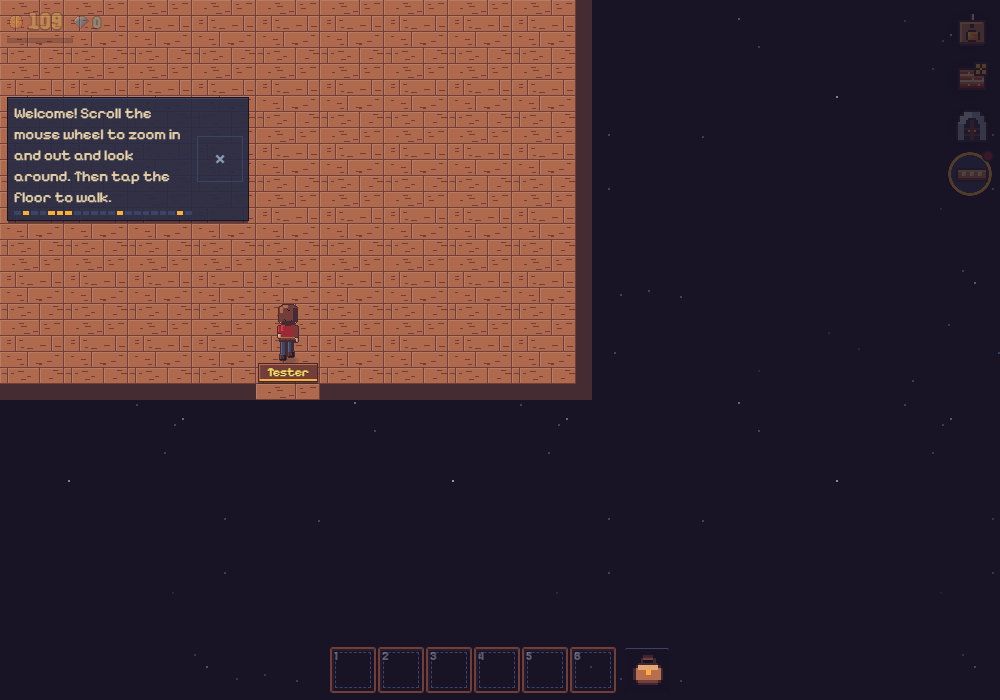 109 0
Welcome! Scroll the
mouse wheel to zoom in
and out and look
around. Then tap the
floor to walk.
×
Tester
1 2 3 4 5 6